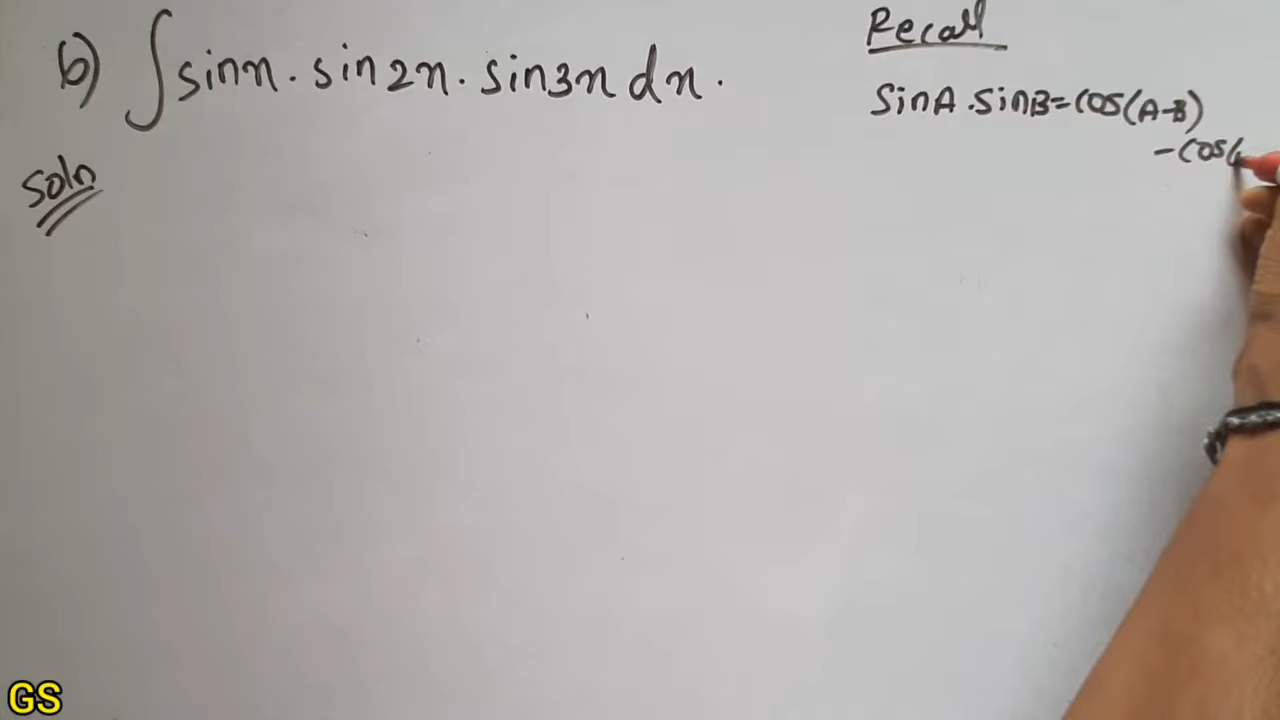 b) ∫ sinx . sin2x . sin3x dx .
Soln
Recall
SinA . SinB = cos(A-B)
- cos(
GS